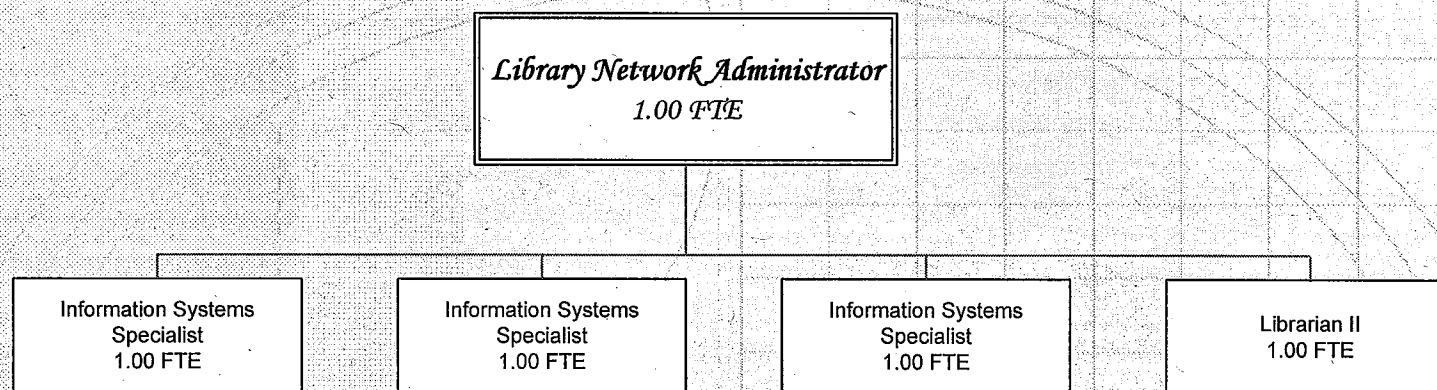 Library Network Administrator
1.00 FTE
Information Systems
Specialist
1.00 FTE
Information Systems
Specialist
1.00 FTE
Information Systems
Specialist
1.00 FTE
Librarian II
1.00 FTE